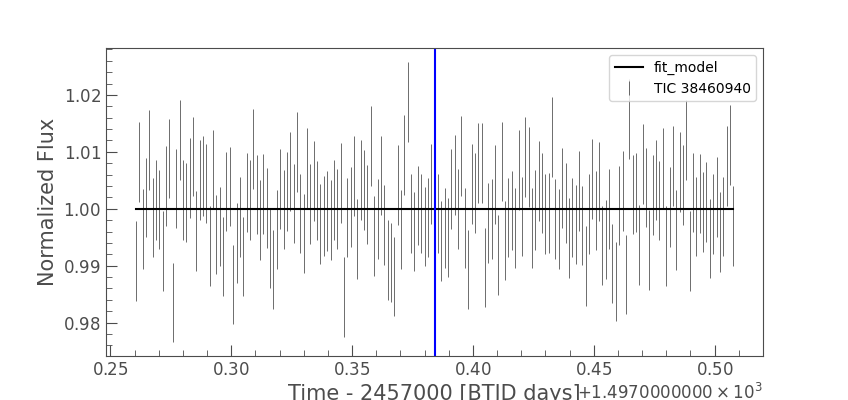 fit_model
TIC 38460940
1.02
1.01
1.00
0.99
0.98
Normalized Flux
0.25 0.30 0.35 0.40 0.45 0.50
Time - 2457000 [BTJD days]
+1.4970000000 × 10³